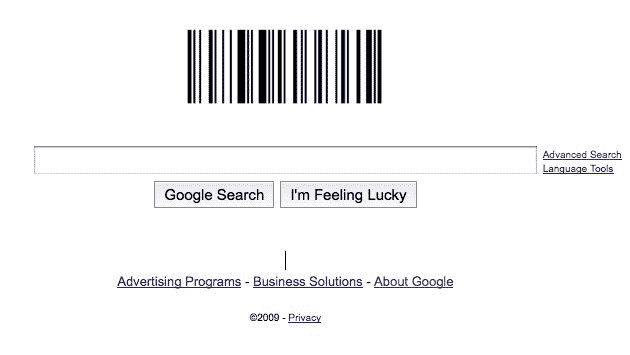 Advanced Search
Language Tools
Google Search I'm Feeling Lucky
Advertising Programs - Business Solutions - About Google
©2009 - Privacy